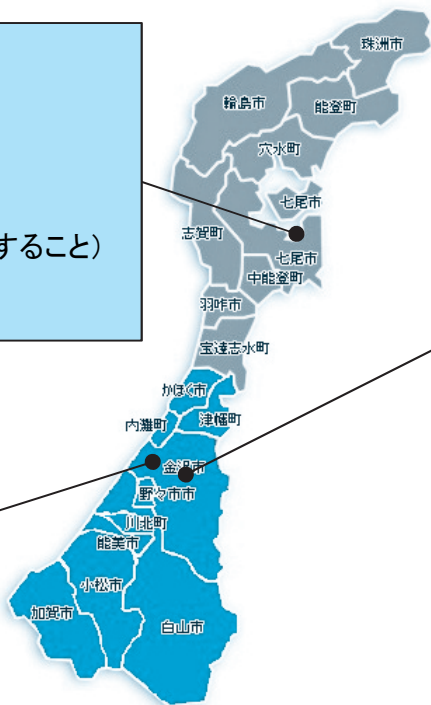 珠洲市
輪島市
能登町
穴水町
七尾市
志賀町
すること)
七尾市
中能登町
羽咋市
宝達志水町
かほく市
内灘町
津幡町
金沢市
野々市市
川北町
能美市
小松市
加賀市
白山市